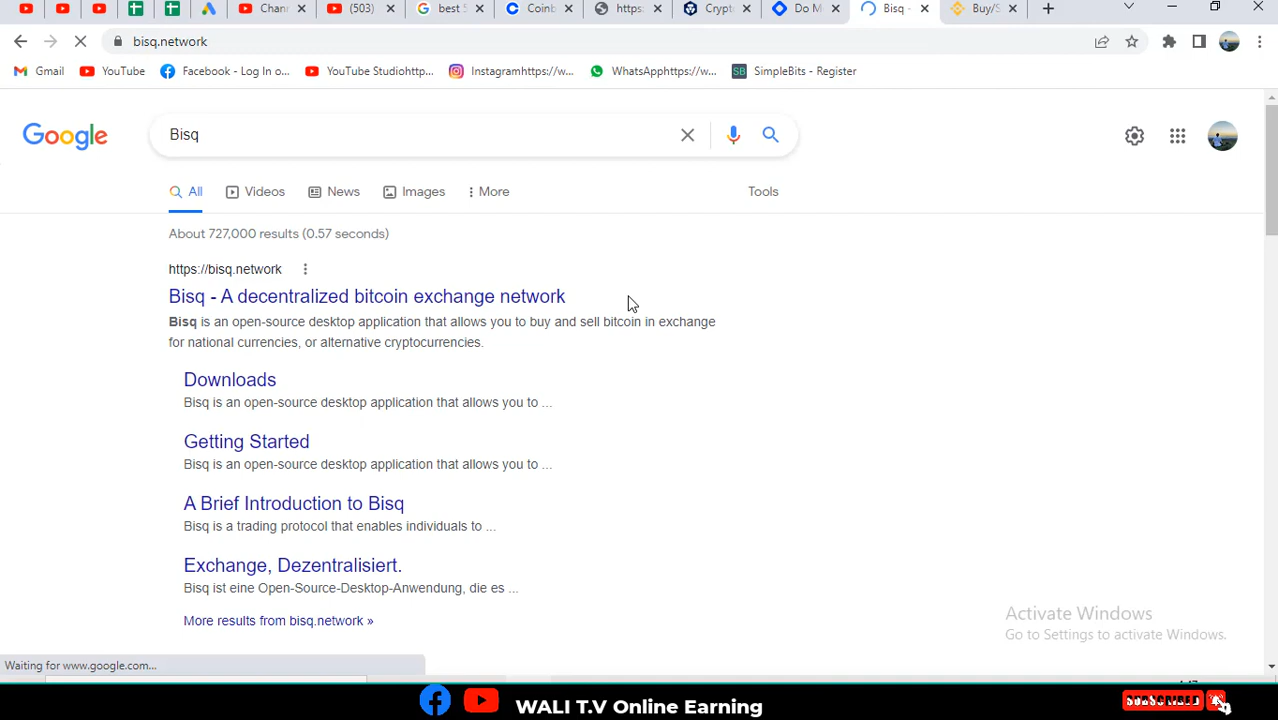 Chann
(503)
best S
Coinb
https:
Crypt
Do M
Bisq -
Buy/S
bisq.network
Gmail
YouTube
Facebook - Log In o...
YouTube Studiohttp...
Instagramhttps://w...
WhatsApphttps://w...
SB
SimpleBits - Register
Google
Bisq
All
Videos
News
Images
More
Tools
About 727,000 results (0.57 seconds)
https://bisq.network
Bisq - A decentralized bitcoin exchange network
Bisq is an open-source desktop application that allows you to buy and sell bitcoin in exchange
for national currencies, or alternative cryptocurrencies.
Downloads
Bisq is an open-source desktop application that allows you to ...
Getting Started
Bisq is an open-source desktop application that allows you to ...
A Brief Introduction to Bisq
Bisq is a trading protocol that enables individuals to ...
Exchange, Dezentralisiert.
Bisq ist eine Open-Source-Desktop-Anwendung, die es ...
More results from bisq.network »
Activate Windows
Go to Settings to activate Windows.
Waiting for www.google.com...
WALI T.V Online Earning
SUBSCRIBED